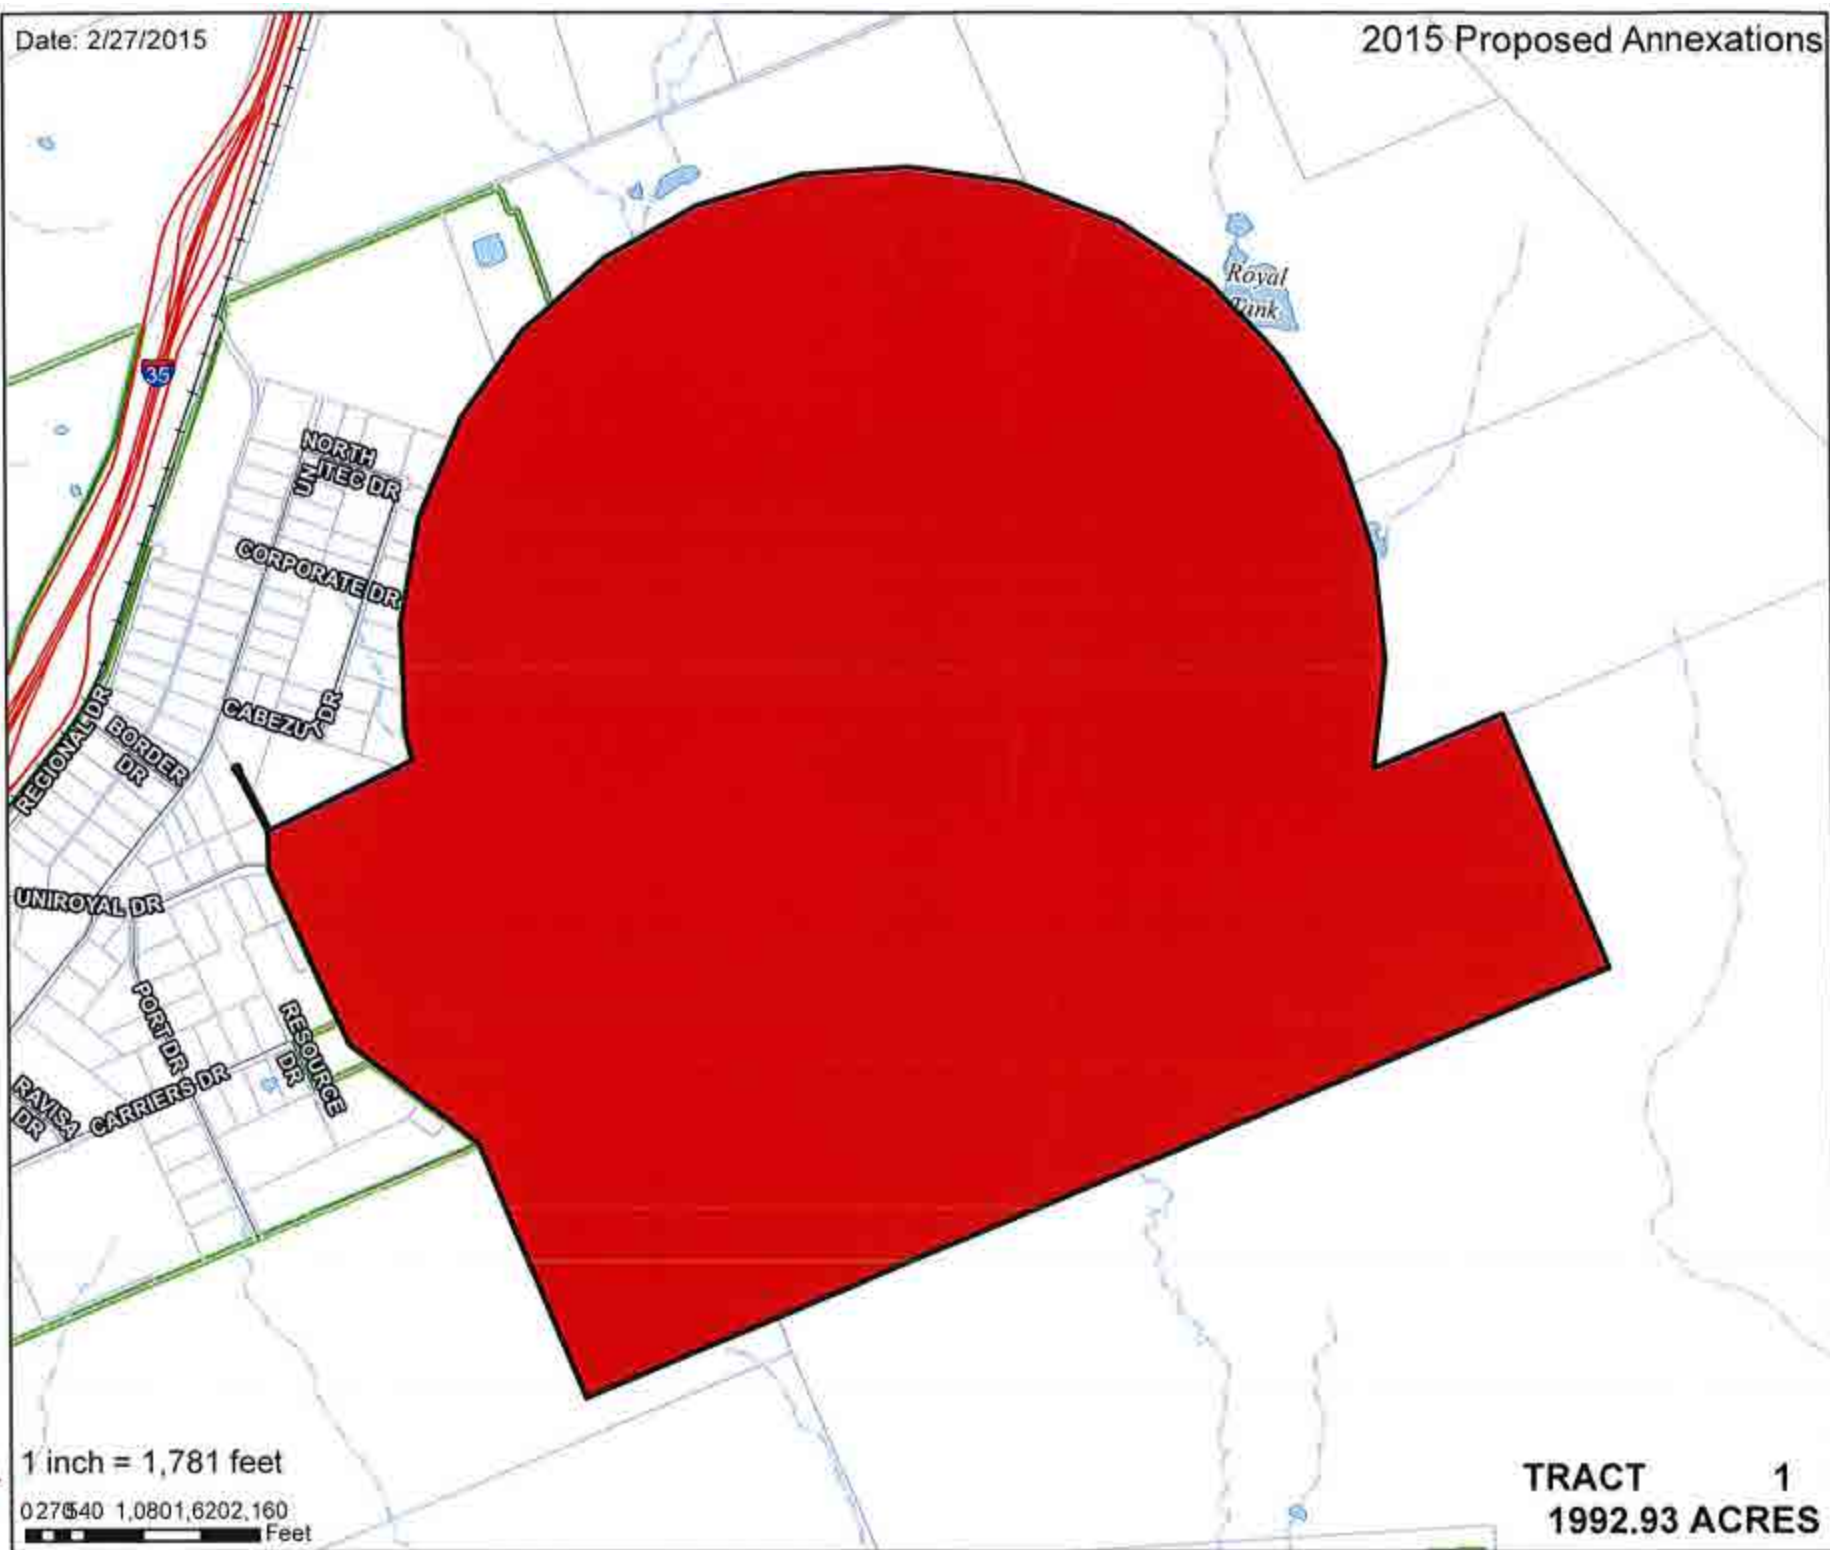 Date: 2/27/2015
2015 Proposed Annexations
Royal
Tank
35
NORTH
UNITEC DR
CORPORATE DR
CABEZUT DR
REGIONAL DR
BORDER
DR
UNIROYAL DR
PORT DR
RESOURCE
DR
CARRIERS DR
RAVISA
DR
1 inch = 1,781 feet
0 270 540 1,080 1,620 2,160
Feet
TRACT 1
1992.93 ACRES